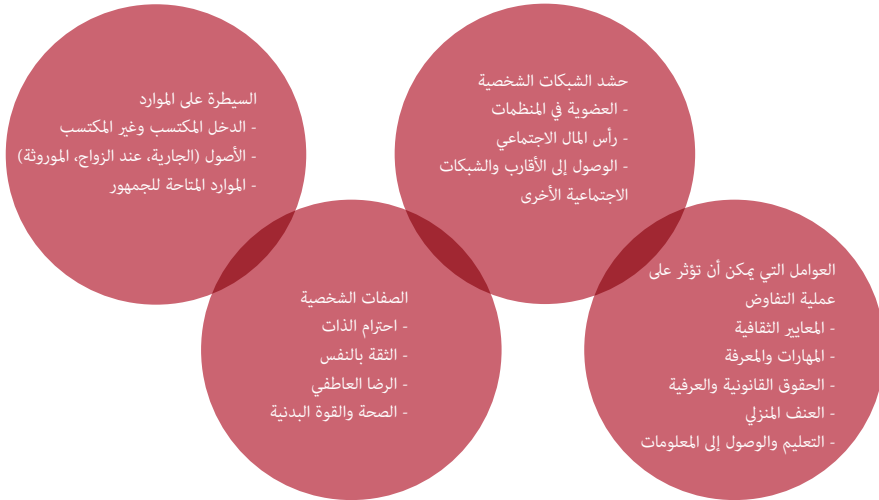 حشد الشبكات الشخصية
- العضوية في المنظمات
- رأس المال الاجتماعي
- الوصول إلى الأقارب والشبكات
الاجتماعية الأخرى
السيطرة على الموارد
- الدخل المكتسب وغير المكتسب
- الأصول (الجارية، عند الزواج، الموروثة)
- الموارد المتاحة للجمهور
العوامل التي يمكن أن تؤثر على
عملية التفاوض
- المعايير الثقافية
- المهارات والمعرفة
- الحقوق القانونية والعرفية
- العنف المنزلي
- التعليم والوصول إلى المعلومات
الصفات الشخصية
- احترام الذات
- الثقة بالنفس
- الرضا العاطفي
- الصحة والقوة البدنية